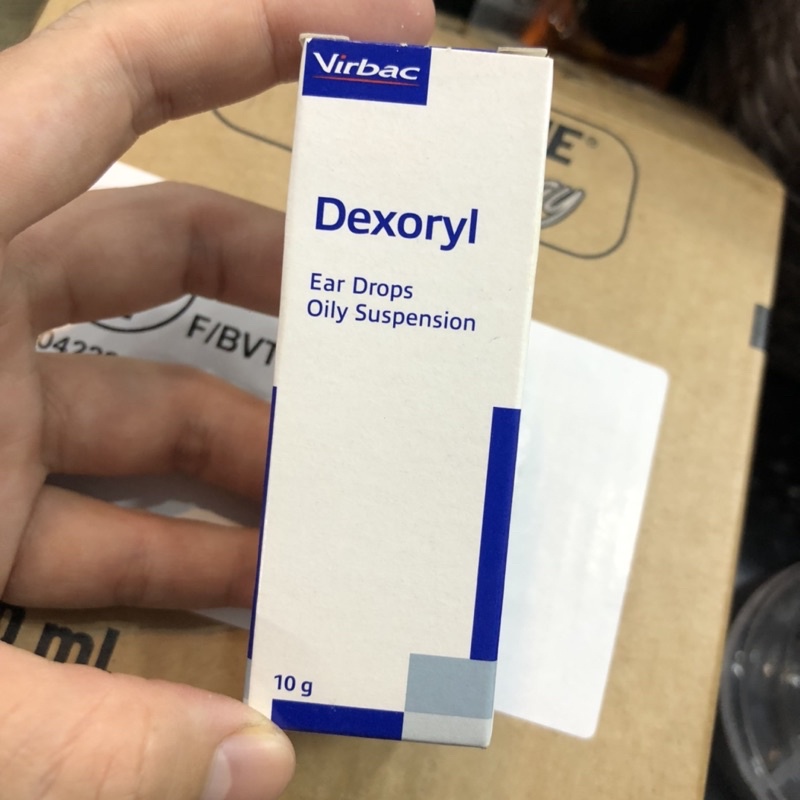 Virbac
Dexoryl
Ear Drops
Oily Suspension
10 g
F/BVT
ml